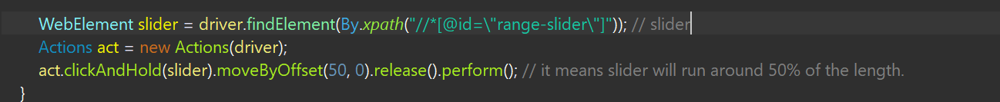 WebElement slider = driver.findElement(By.xpath("//*[@id=\"range-slider\"]")); // slider
Actions act = new Actions(driver);
act.clickAndHold(slider).moveByOffset(50, 0).release().perform(); // it means slider will run around 50% of the length.
}